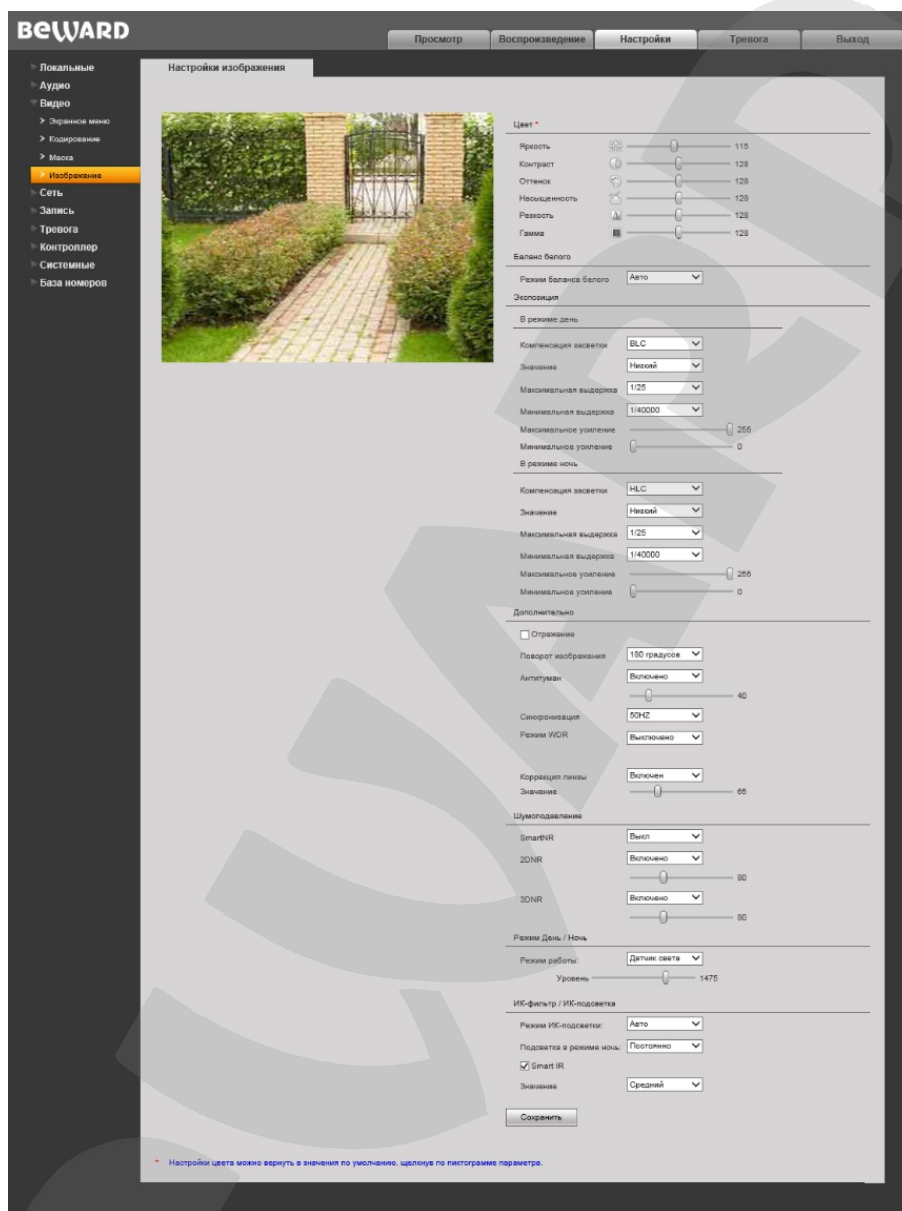 BEWARD
Просмотр Воспроизведение Настройки Тревога Выход
Локальные
Аудио
Видео
Экранное меню
Кодирование
Маска
Изображение
Сеть
Запись
Тревога
Контроллер
Системные
База номеров
Настройки изображения
Цвет *
Яркость 115
Контраст 128
Оттенок 128
Насыщенность 128
Резкость 128
Гамма 128
Баланс белого
Режим баланса белого Авто
Экспозиция
В режиме день
Компенсация засветки BLC
Значение Низкий
Максимальная выдержка 1/25
Минимальная выдержка 1/40000
Максимальное усиление 255
Минимальное усиление 0
В режиме ночь
Компенсация засветки HLC
Значение Низкий
Максимальная выдержка 1/25
Минимальная выдержка 1/40000
Максимальное усиление 255
Минимальное усиление 0
Дополнительно
Отражение
Поворот изображения 180 градусов
Антитуман Включено
40
Синхронизация 50HZ
Режим WDR Выключено
Коррекция линзы Включен
Значение 65
Шумоподавление
SmartNR Выкл
2DNR Включено
80
3DNR Включено
80
Режим День / Ночь
Режим работы: Датчик света
Уровень 1475
ИК-фильтр / ИК-подсветка
Режим ИК-подсветки: Авто
Подсветка в режиме ночь: Постоянно
Smart IR
Значение Средний
Сохранить
* Настройки цвета можно вернуть в значения по умолчанию, щелкнув по пиктограмме параметра.